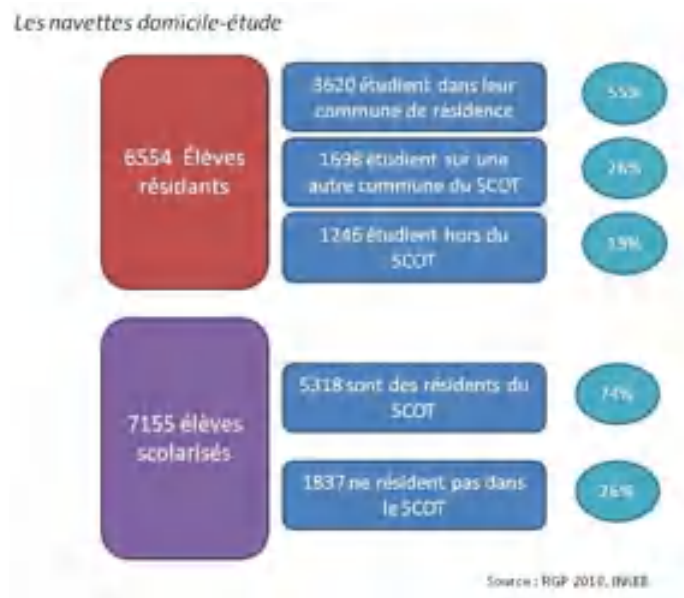 Les navettes domicile-étude
6554 Élèves
résidants
3620 étudient dans leur
commune de résidence
55%
1698 étudient sur une
autre commune du SCOT
26%
1246 étudient hors du
SCOT
19%
7155 élèves
scolarisés
5318 sont des résidents du
SCOT
74%
1837 ne résident pas dans
le SCOT
26%
Source : RGP 2010, INSEE